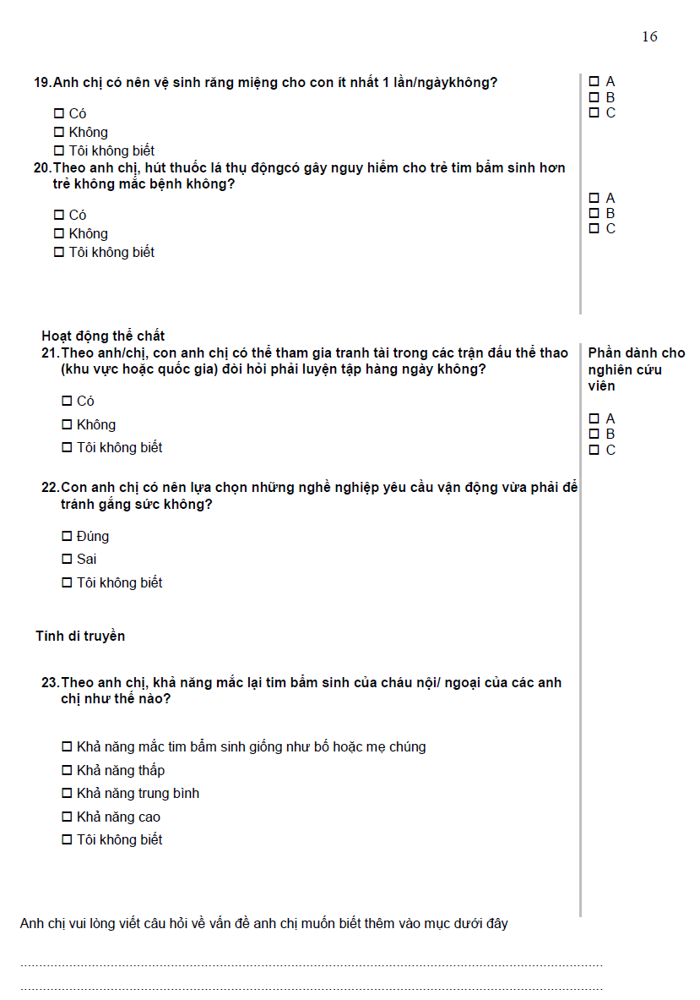 16
19.Anh chị có nên vệ sinh răng miệng cho con ít nhất 1 lần/ngàykhông?
☐ Có
☐ Không
☐ Tôi không biết
☐ A
☐ B
☐ C
20.Theo anh chị, hút thuốc lá thụ độngcó gây nguy hiểm cho trẻ tim bẩm sinh hơn
trẻ không mắc bệnh không?
☐ Có
☐ Không
☐ Tôi không biết
☐ A
☐ B
☐ C
Hoạt động thể chất
21.Theo anh/chị, con anh chị có thể tham gia tranh tài trong các trận đấu thể thao
(khu vực hoặc quốc gia) đòi hỏi phải luyện tập hàng ngày không?
☐ Có
☐ Không
☐ Tôi không biết
Phần dành cho
nghiên cứu
viên
☐ A
☐ B
☐ C
22.Con anh chị có nên lựa chọn những nghề nghiệp yêu cầu vận động vừa phải để
tránh gắng sức không?
☐ Đúng
☐ Sai
☐ Tôi không biết
Tính di truyền
23.Theo anh chị, khả năng mắc lại tim bẩm sinh của cháu nội/ ngoại của các anh
chị như thế nào?
☐ Khả năng mắc tim bẩm sinh giống như bố hoặc mẹ chúng
☐ Khả năng thấp
☐ Khả năng trung bình
☐ Khả năng cao
☐ Tôi không biết
Anh chị vui lòng viết câu hỏi về vấn đề anh chị muốn biết thêm vào mục dưới đây